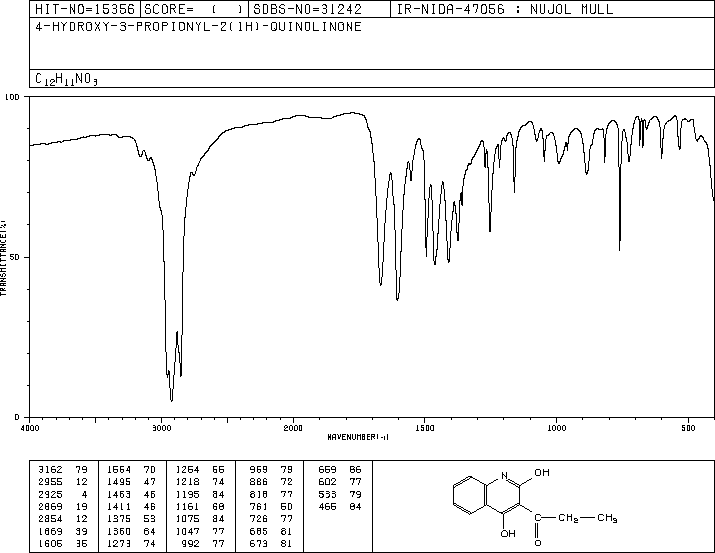 HIT-NO=15356 SCORE= ( ) SDBS-NO=31242 IR-NIDA-47056 : NUJOL MULL
4-HYDROXY-3-PROPIONYL-2(1H)-QUINOLINONE
C12H11NO3
100
50
0
TRANSMITTANCE(%)
4000 3000 2000 1500 1000 500
WAVENUMBER(-1)
3162 79 1564 70 1254 55 969 79 659 86
2955 12 1495 47 1218 74 886 72 602 77
2925 4 1463 46 1195 84 818 77 533 79
2869 19 1411 46 1161 68 761 50 466 84
2854 12 1375 53 1075 84 726 77
1669 39 1360 64 1047 77 685 81
1605 35 1273 74 992 77 673 81
N OH
OH C—CH2—CH3
O